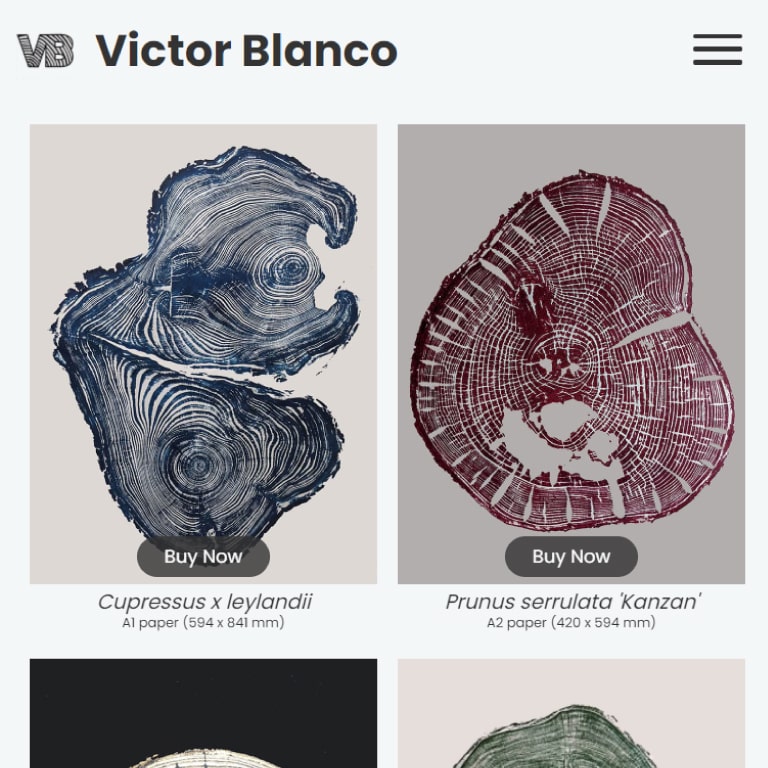 VB Victor Blanco
Buy Now
Buy Now
Cupressus x leylandii
A1 paper (594 x 841 mm)
Prunus serrulata 'Kanzan'
A2 paper (420 x 594 mm)